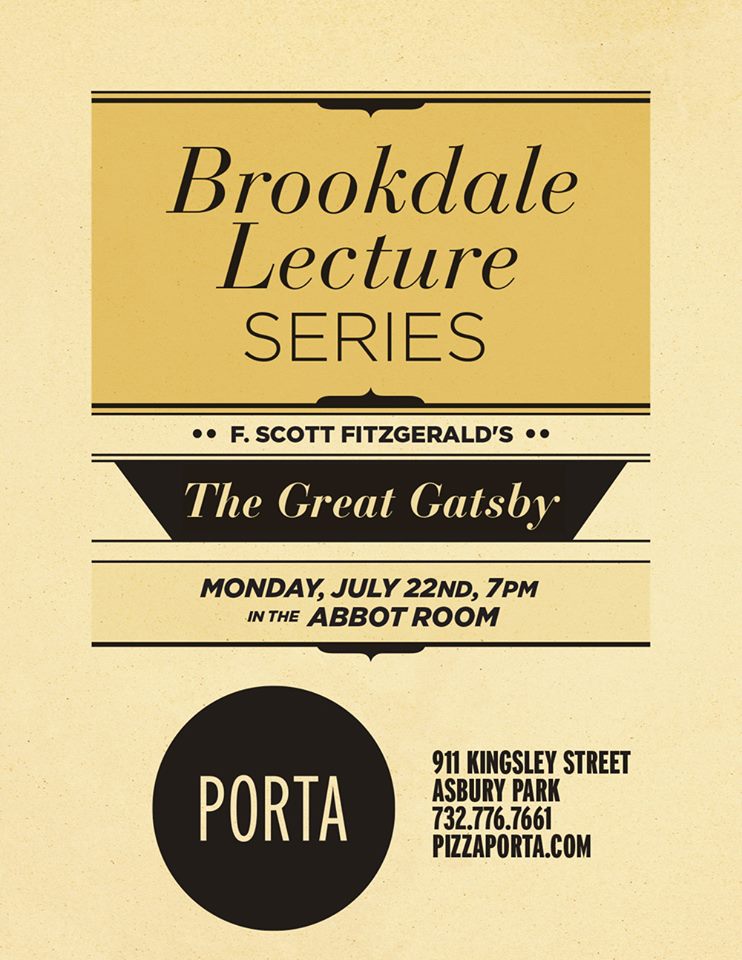 Brookdale
Lecture
SERIES
•• F. SCOTT FITZGERALD'S ••
The Great Gatsby
MONDAY, JULY 22ND, 7PM
IN THE ABBOT ROOM
PORTA
911 KINGSLEY STREET
ASBURY PARK
732.776.7661
PIZZAPORTA.COM